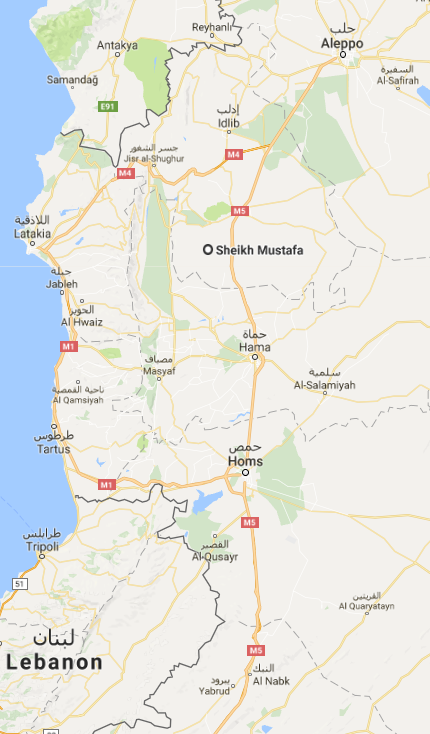 Reyhanlı
حلب
Aleppo
Antakya
السفيرة
Al-Safirah
Samandağ
E91
إدلب
Idlib
جسر الشغور
Jisr al-Shughur
M4
M4
M5
اللاذقية
Latakia
Sheikh Mustafa
جبلة
Jableh
الحويز
Al Hwaiz
حماة
Hama
M1
مصياف
Masyaf
سلمية
Al-Salamiyah
ناحية القمصية
Al Qamsiyah
طرطوس
Tartus
حمص
Homs
M1
M5
طرابلس
Tripoli
القصير
Al-Qusayr
51
القريتين
Al Quaryatayn
لبنان
Lebanon
M5
النبك
Al Nabk
يبرود
Yabrud